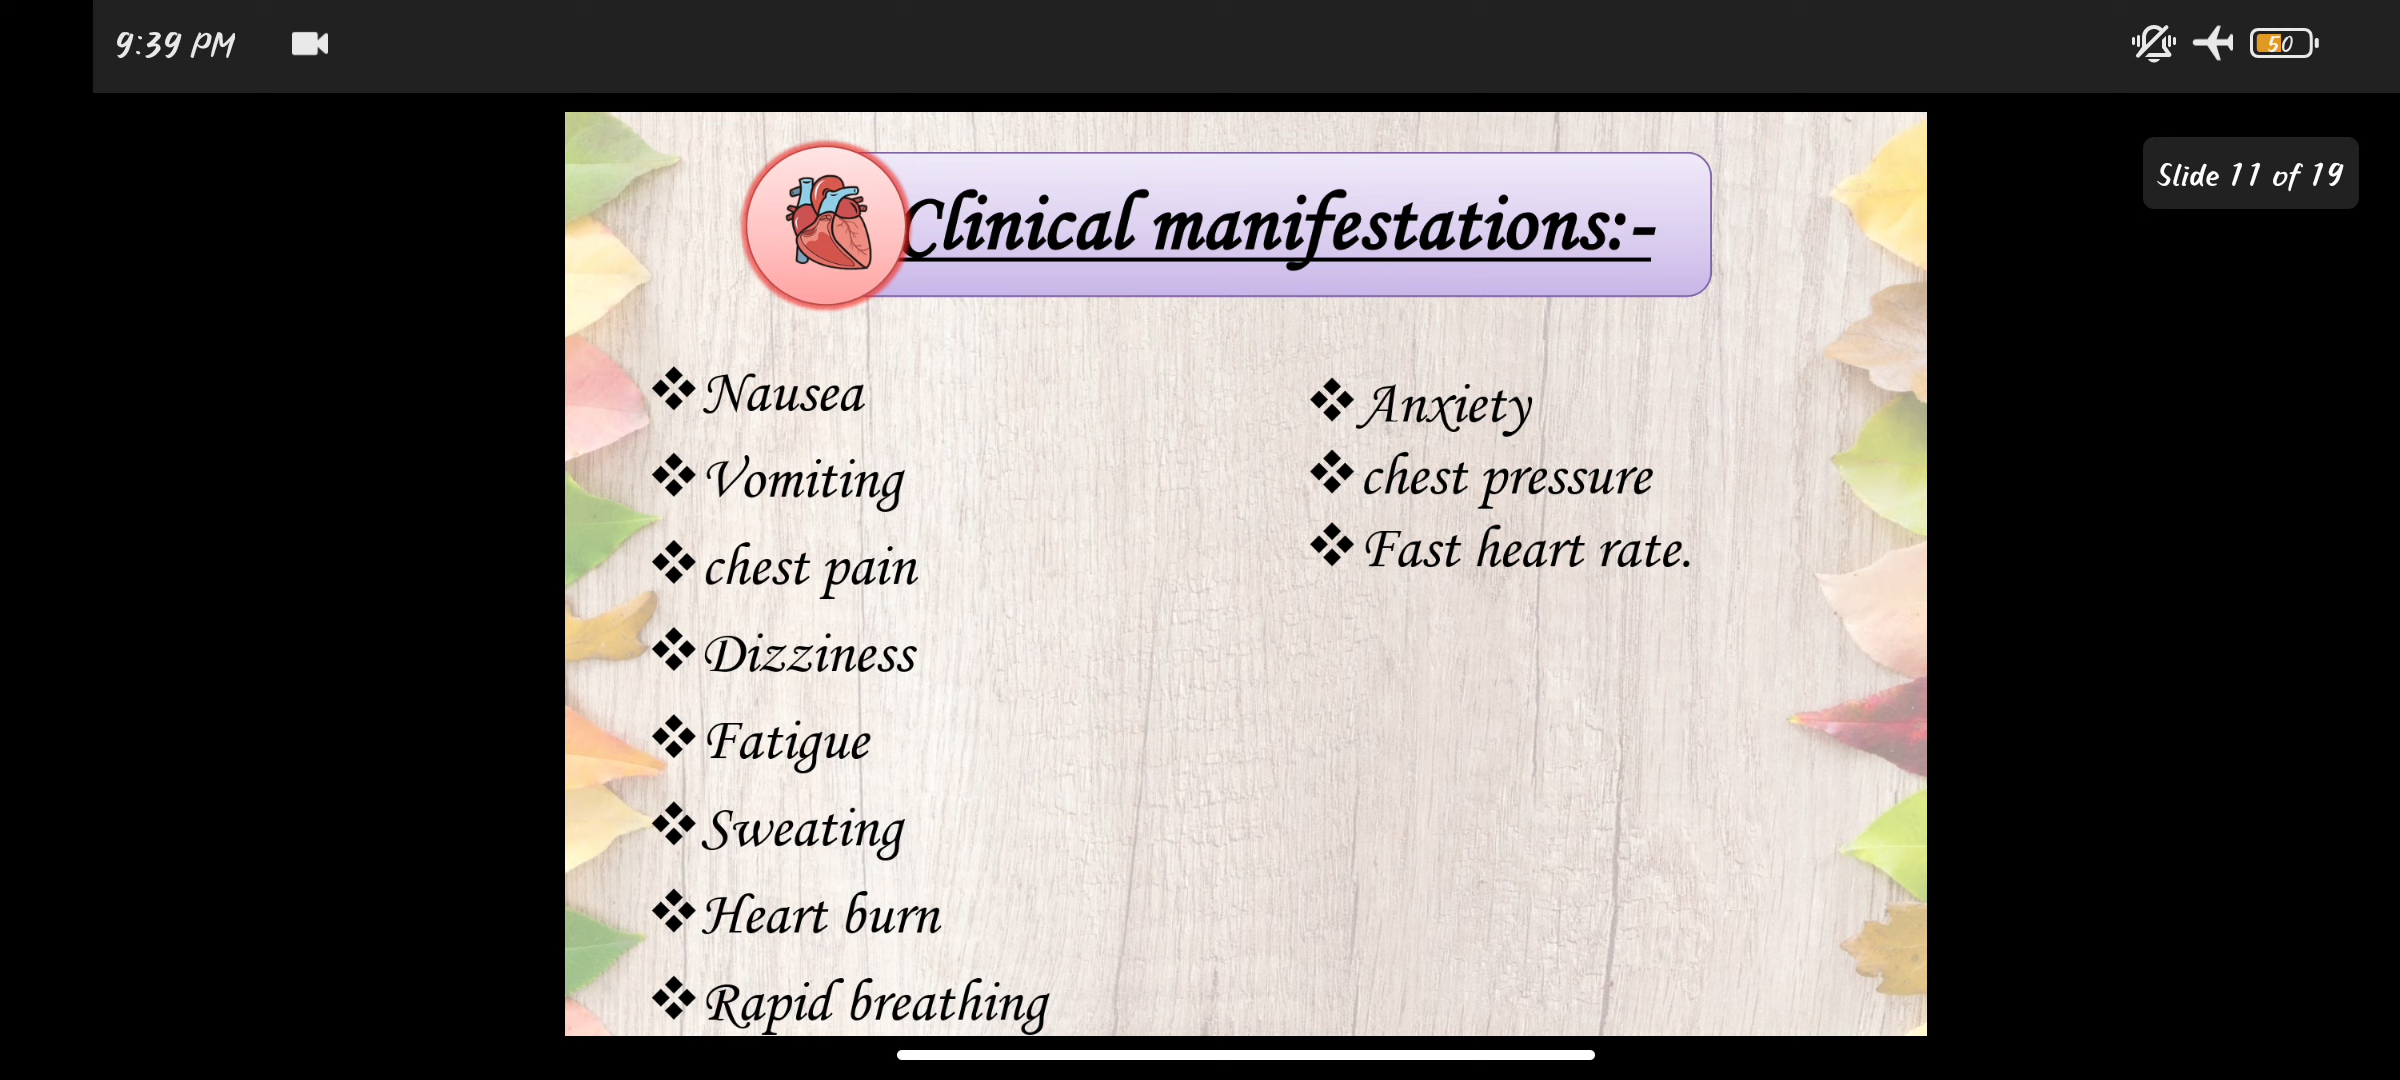 9:39 PM
50
Slide 11 of 19
Clinical manifestations:-
Nausea
Vomiting
chest pain
Dizziness
Fatigue
Sweating
Heart burn
Rapid breathing
Anxiety
chest pressure
Fast heart rate.